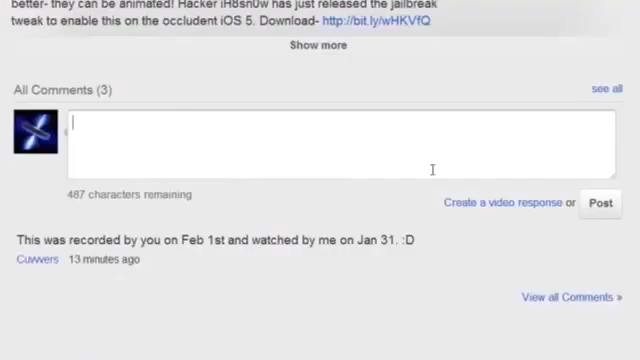 better- they can be animated! Hacker iH8sn0w has just released the jailbreak
tweak to enable this on the occludent iOS 5. Download- http://bit.ly/wHKVfQ
Show more
All Comments (3)
see all
487 characters remaining
Create a video response or
Post
This was recorded by you on Feb 1st and watched by me on Jan 31. :D
Cuvvers 13 minutes ago
View all Comments »